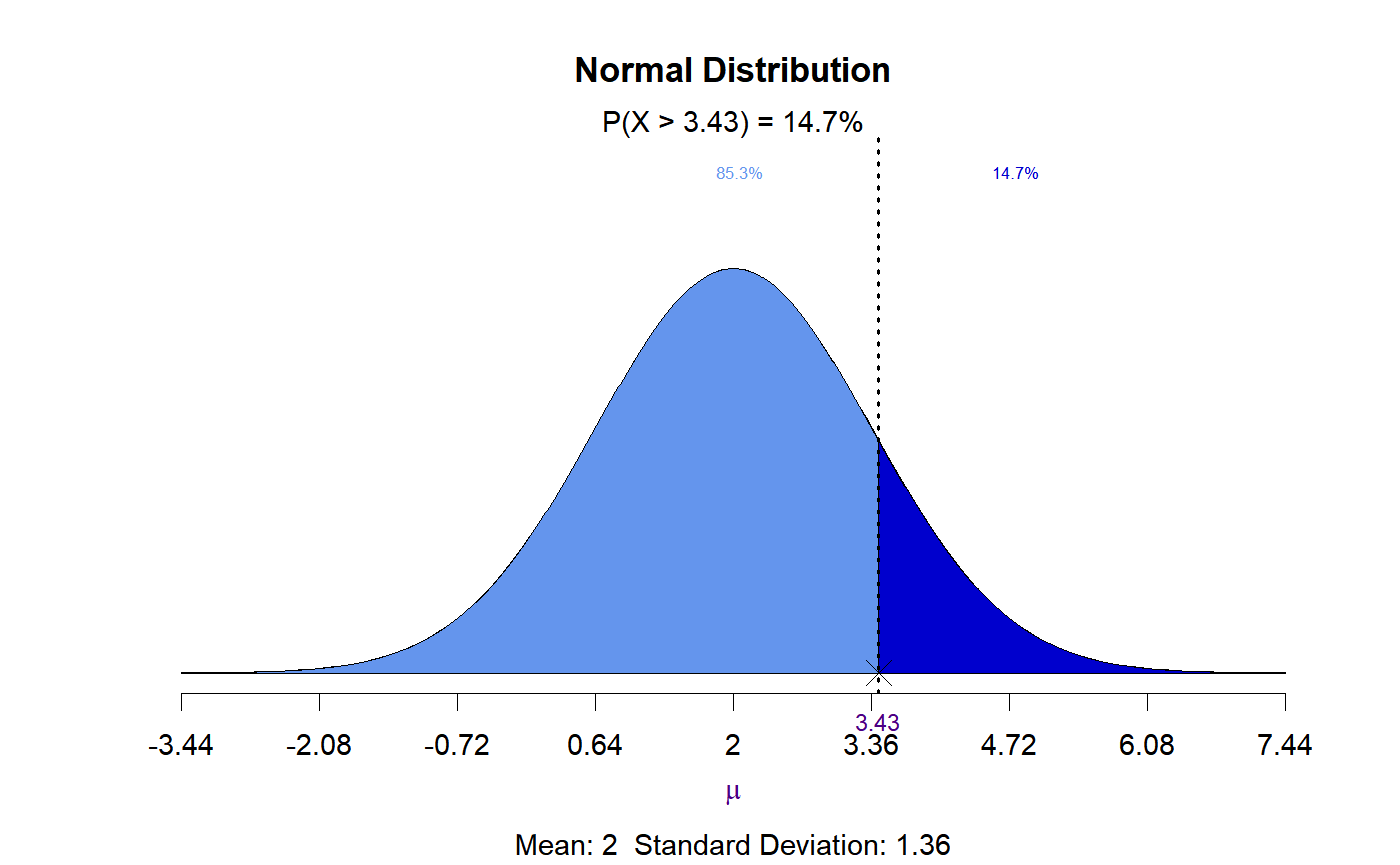 Normal Distribution
P(X > 3.43) = 14.7%
85.3% 14.7%
3.43
-3.44 -2.08 -0.72 0.64 2 3.36 4.72 6.08 7.44
μ
Mean: 2 Standard Deviation: 1.36